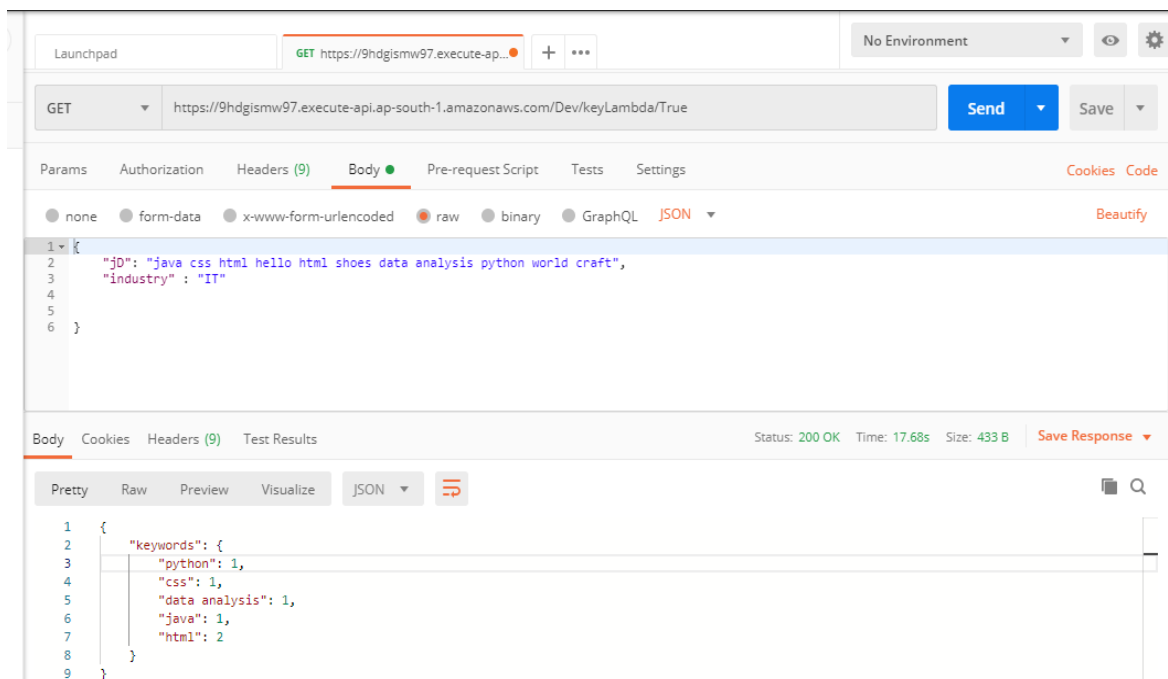 Launchpad GET https://9hdgismw97.execute-ap... + ••• No Environment
GET https://9hdgismw97.execute-api.ap-south-1.amazonaws.com/Dev/keyLambda/True Send Save
Params Authorization Headers (9) Body Pre-request Script Tests Settings Cookies Code
none form-data x-www-form-urlencoded raw binary GraphQL JSON Beautify
1 {
2 "jD": "java css html hello html shoes data analysis python world craft",
3 "industry" : "IT"
4
5
6 }
Body Cookies Headers (9) Test Results Status: 200 OK Time: 17.68s Size: 433 B Save Response
Pretty Raw Preview Visualize JSON
1 {
2 "keywords": {
3 "python": 1,
4 "css": 1,
5 "data analysis": 1,
6 "java": 1,
7 "html": 2
8 }
9 }